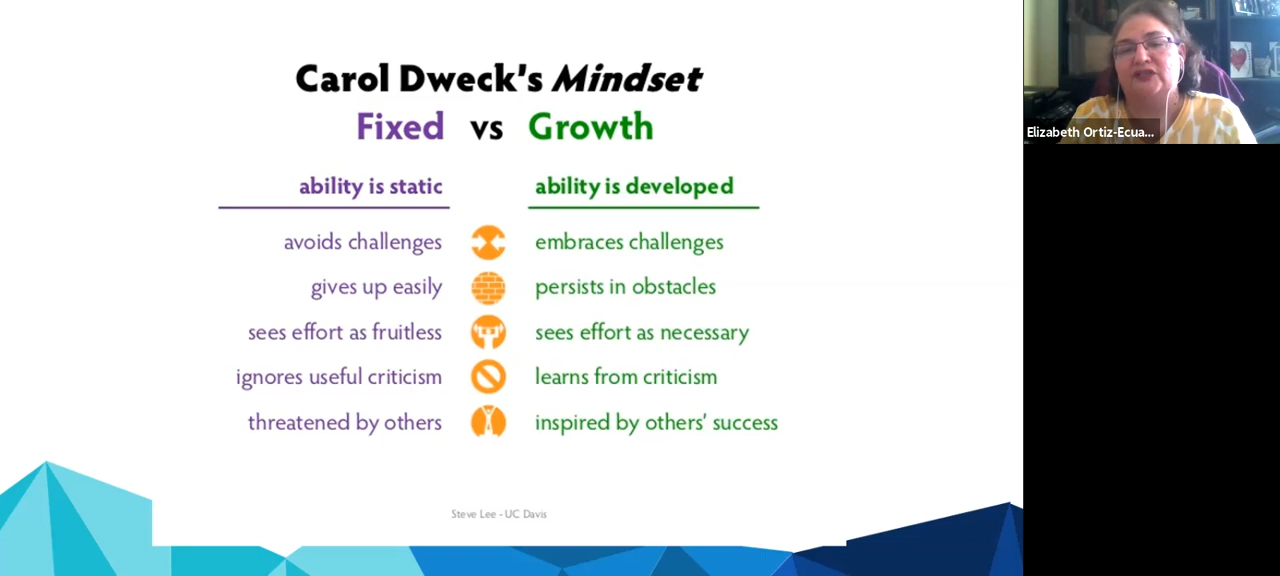 Carol Dweck's Mindset
Fixed vs Growth
ability is static
ability is developed
avoids challenges
embraces challenges
gives up easily
persists in obstacles
sees effort as fruitless
sees effort as necessary
ignores useful criticism
learns from criticism
threatened by others
inspired by others' success
Steve Lee - UC Davis
Elizabeth Ortiz-Ecua...